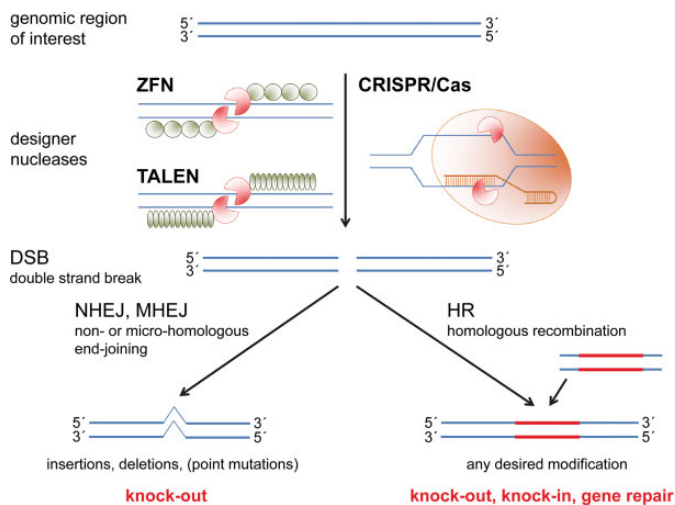 genomic region
of interest
5´ 3´
3´ 5´
ZFN
CRISPR/Cas
designer
nucleases
TALEN
DSB
double strand break
5´ 3´
3´ 5´
NHEJ, MHEJ
non- or micro-homologous
end-joining
HR
homologous recombination
5´ 3´
3´ 5´
5´ 3´
3´ 5´
insertions, deletions, (point mutations)
any desired modification
knock-out
knock-out, knock-in, gene repair